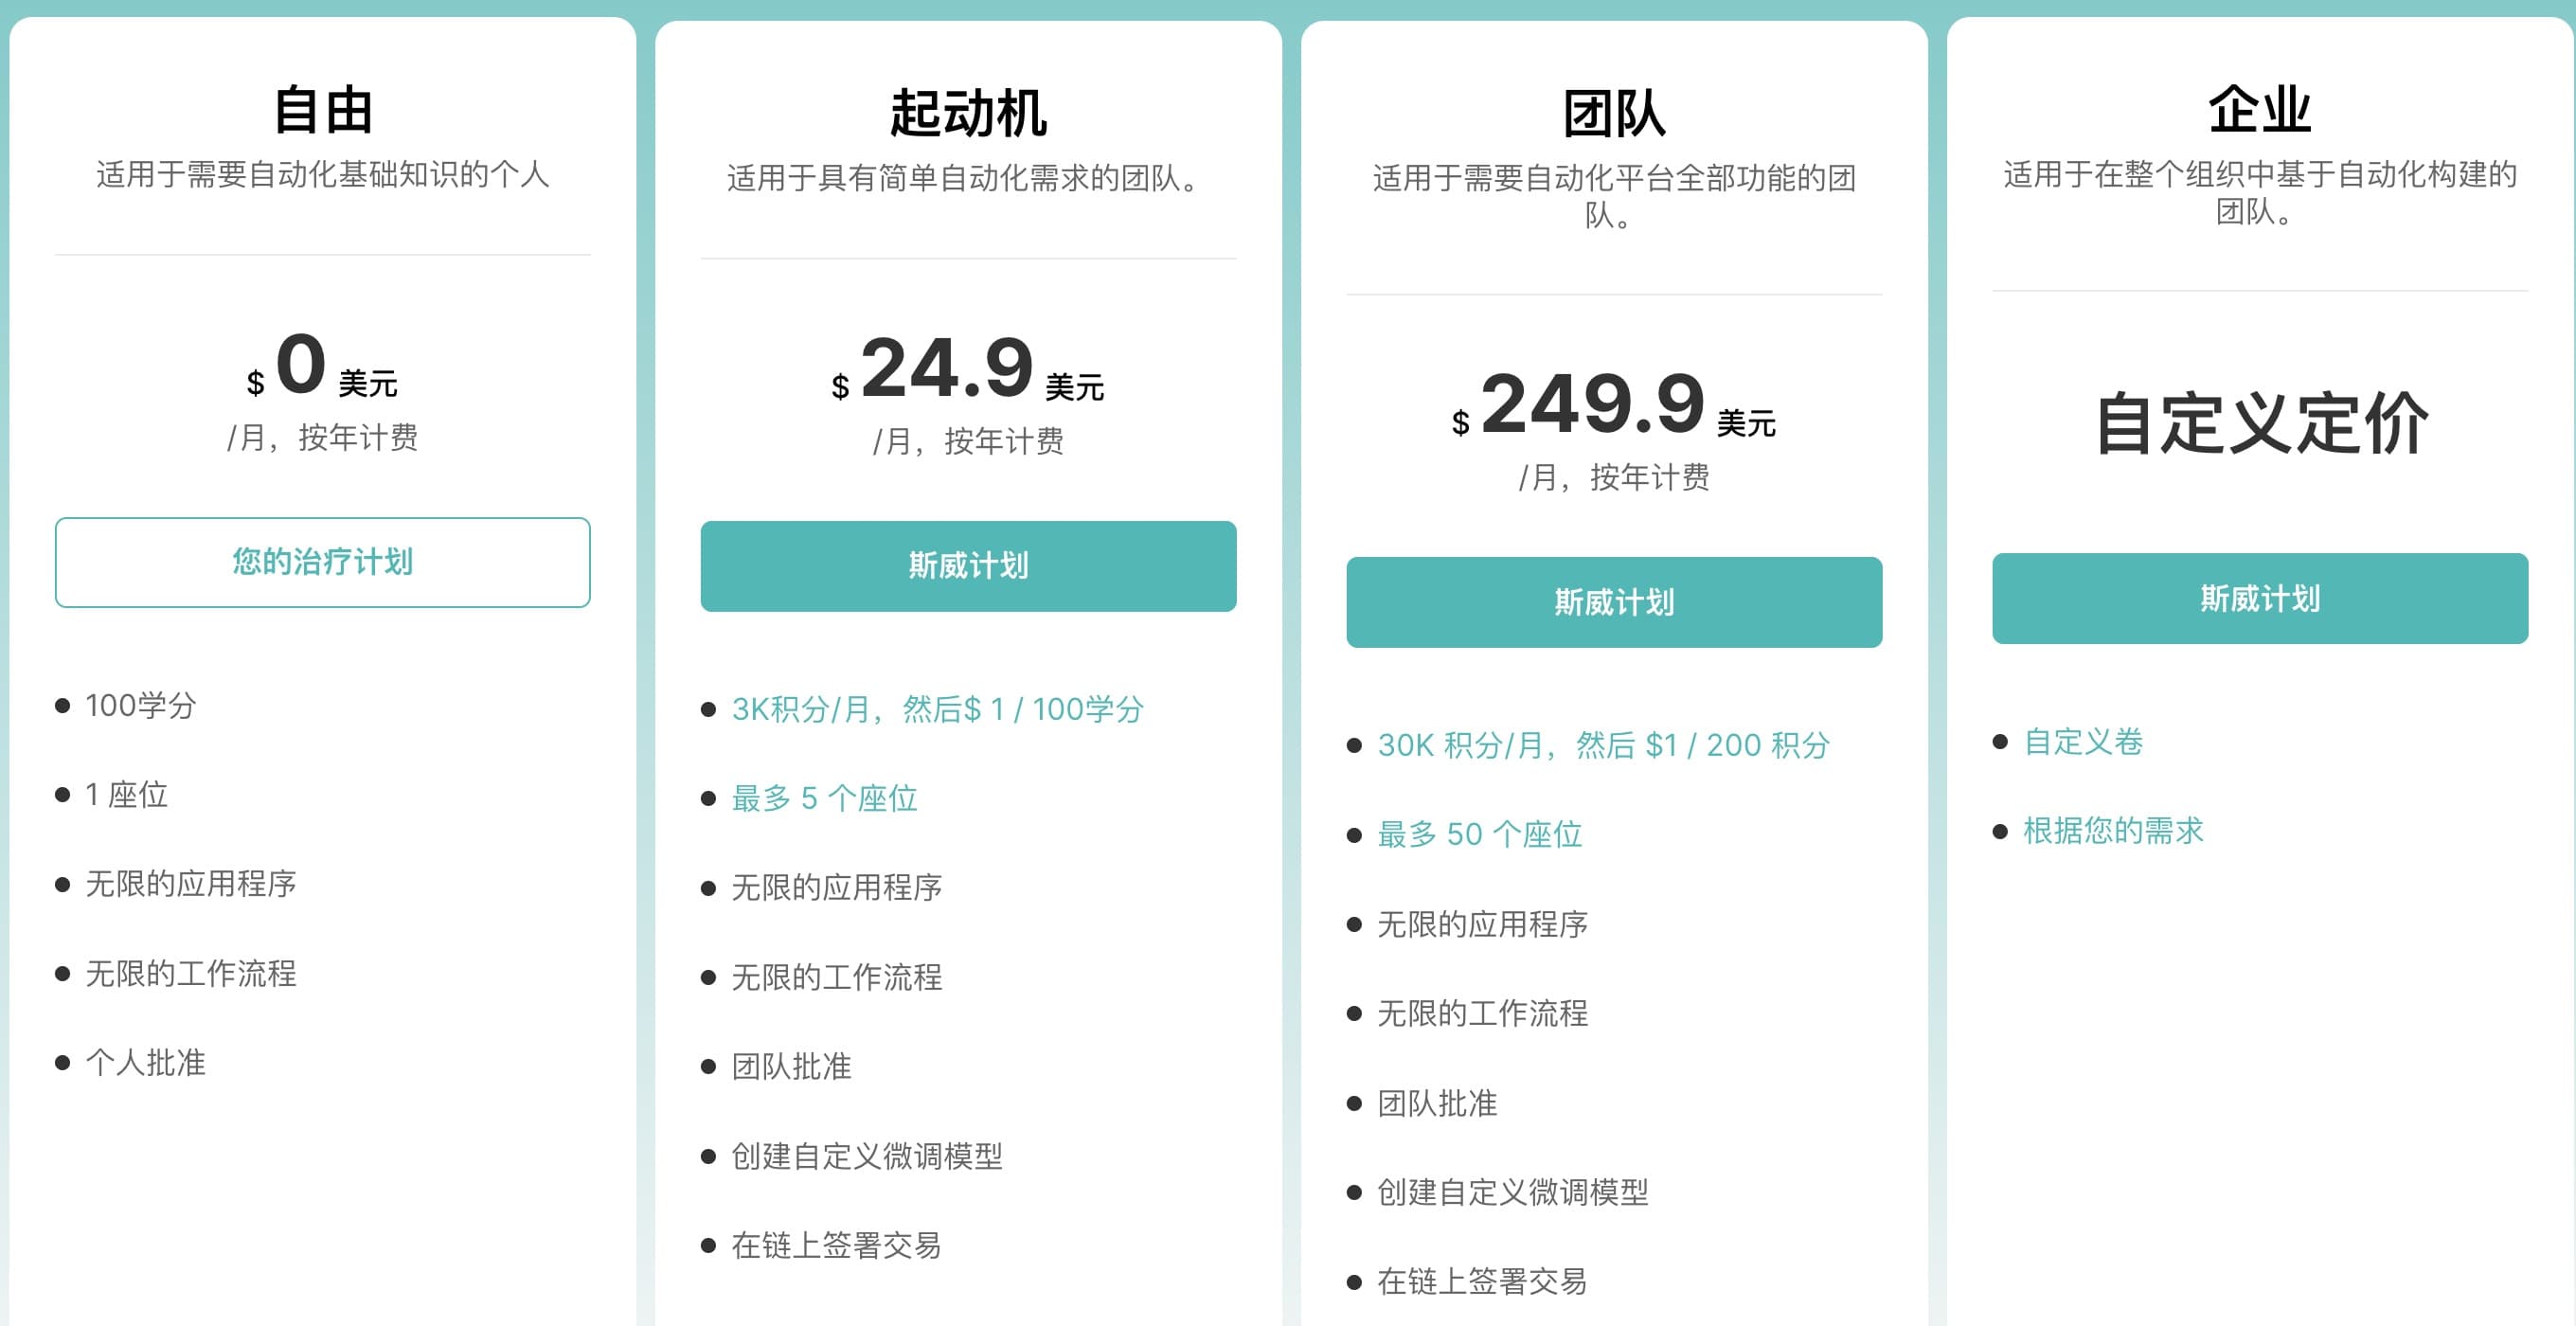 自由
适用于需要自动化基础知识的个人
$ 0 美元
/月，按年计费
您的治疗计划
100学分
1 座位
无限的应用程序
无限的工作流程
个人批准
起动机
适用于具有简单自动化需求的团队。
$ 24.9 美元
/月，按年计费
斯威计划
3K积分/月，然后$ 1 / 100学分
最多 5 个座位
无限的应用程序
无限的工作流程
团队批准
创建自定义微调模型
在链上签署交易
团队
适用于需要自动化平台全部功能的团
队。
$ 249.9 美元
/月，按年计费
斯威计划
30K 积分/月，然后 $1 / 200 积分
最多 50 个座位
无限的应用程序
无限的工作流程
团队批准
创建自定义微调模型
在链上签署交易
企业
适用于在整个组织中基于自动化构建的
团队。
自定义定价
斯威计划
自定义卷
根据您的需求